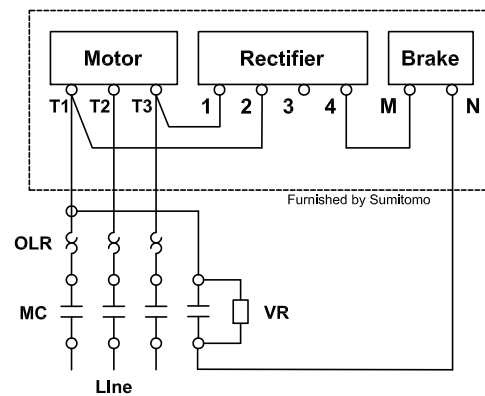 Motor Rectifier Brake
T1 T2 T3 1 2 3 4 M N
Furnished by Sumitomo
OLR
MC VR
LIne